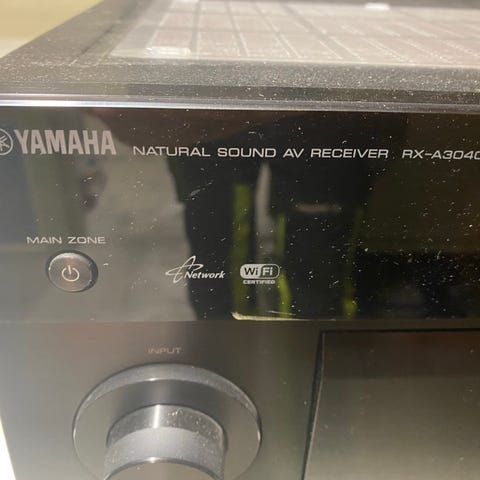 YAMAHA NATURAL SOUND AV RECEIVER RX-A3040
MAIN ZONE
Network WiFi CERTIFIED
INPUT